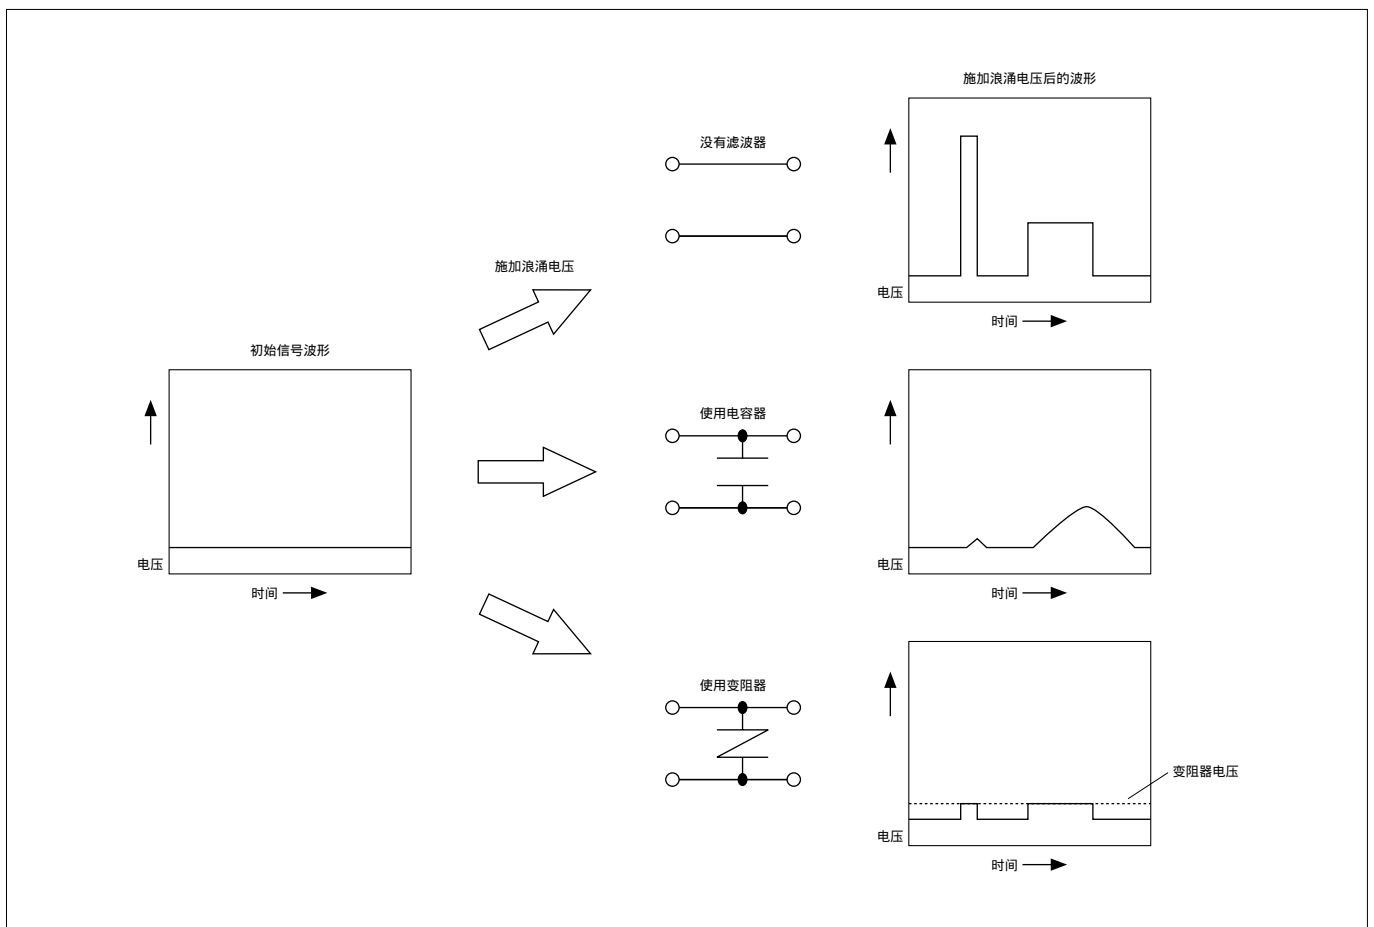 施加浪涌电压后的波形
没有滤波器
电压
时间
施加浪涌电压
初始信号波形
电压
时间
使用电容器
电压
时间
使用变阻器
变阻器电压
电压
时间